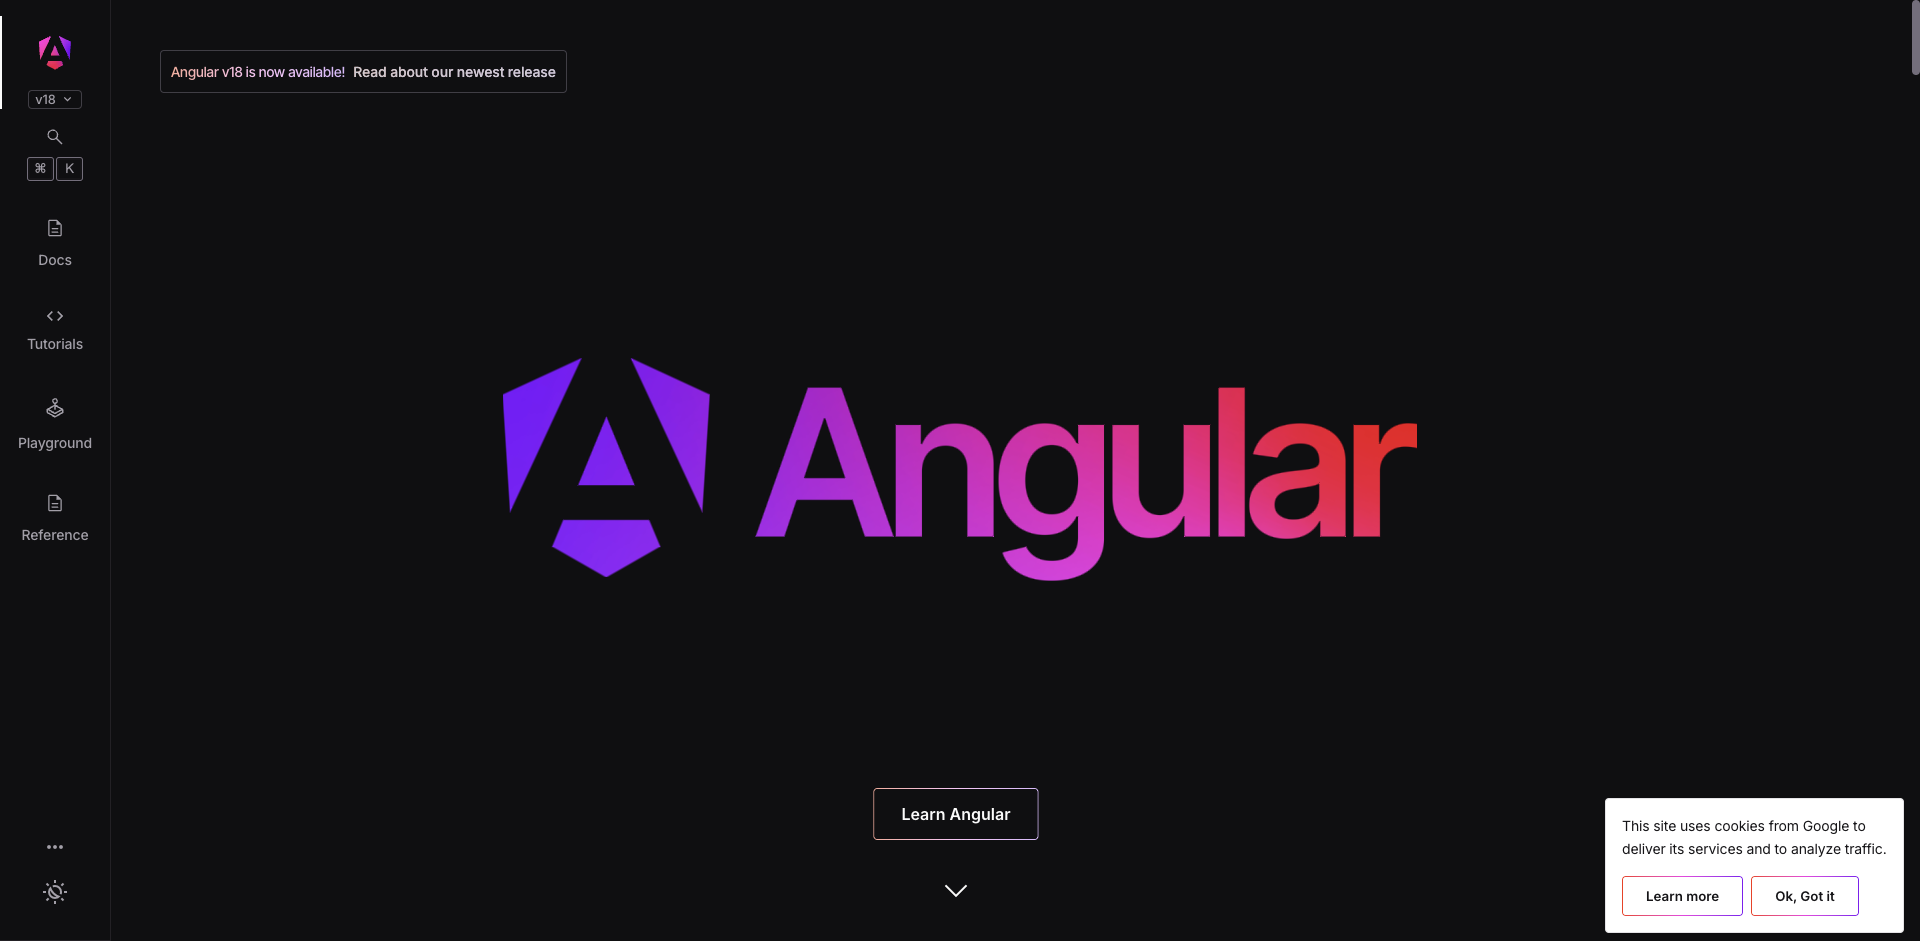 v18
⌘ K
Docs
Tutorials
Playground
Reference
Angular v18 is now available! Read about our newest release
Angular
Learn Angular
This site uses cookies from Google to
deliver its services and to analyze traffic.
Learn more
Ok, Got it